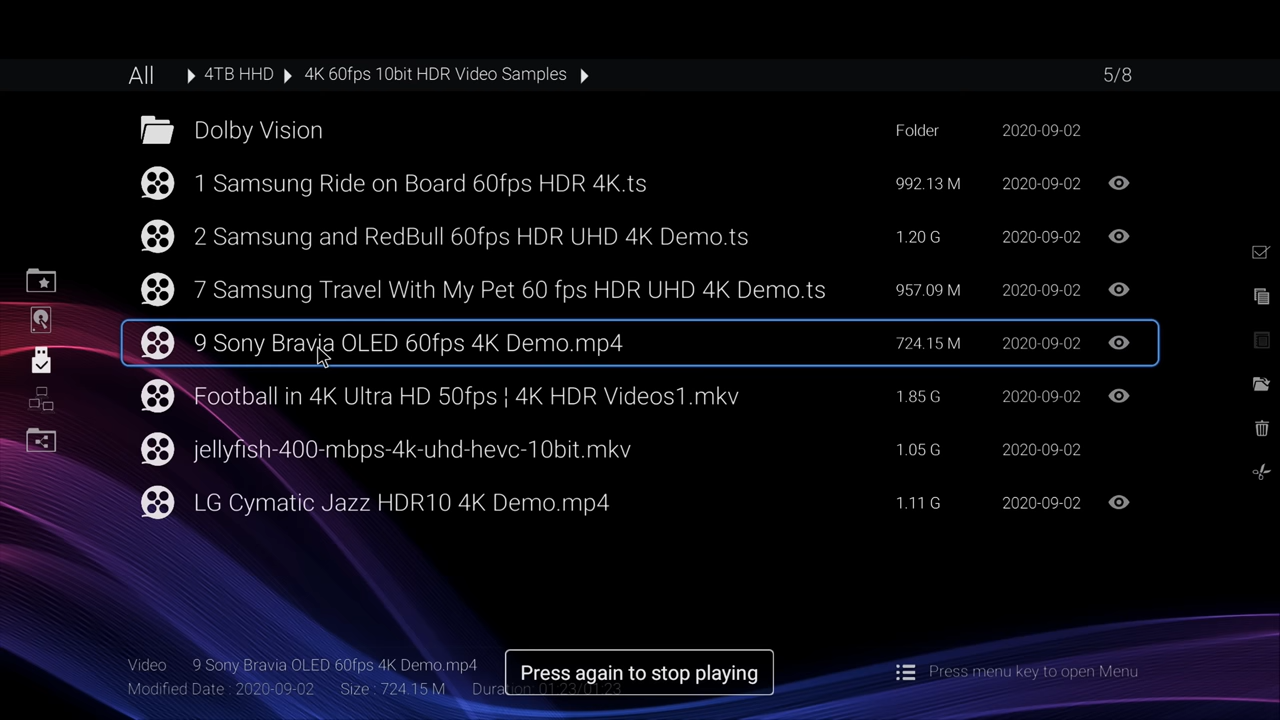 All 4TB HHD 4K 60fps 10bit HDR Video Samples 5/8
Dolby Vision Folder 2020-09-02
1 Samsung Ride on Board 60fps HDR 4K.ts 992.13 M 2020-09-02
2 Samsung and RedBull 60fps HDR UHD 4K Demo.ts 1.20 G 2020-09-02
7 Samsung Travel With My Pet 60 fps HDR UHD 4K Demo.ts 957.09 M 2020-09-02
9 Sony Bravia OLED 60fps 4K Demo.mp4 724.15 M 2020-09-02
Football in 4K Ultra HD 50fps ¦ 4K HDR Videos1.mkv 1.85 G 2020-09-02
jellyfish-400-mbps-4k-uhd-hevc-10bit.mkv 1.05 G 2020-09-02
LG Cymatic Jazz HDR10 4K Demo.mp4 1.11 G 2020-09-02
Video 9 Sony Bravia OLED 60fps 4K Demo.mp4
Modified Date : 2020-09-02 Size : 724.15 M Duration: 01:23/01:23
Press again to stop playing
Press menu key to open Menu